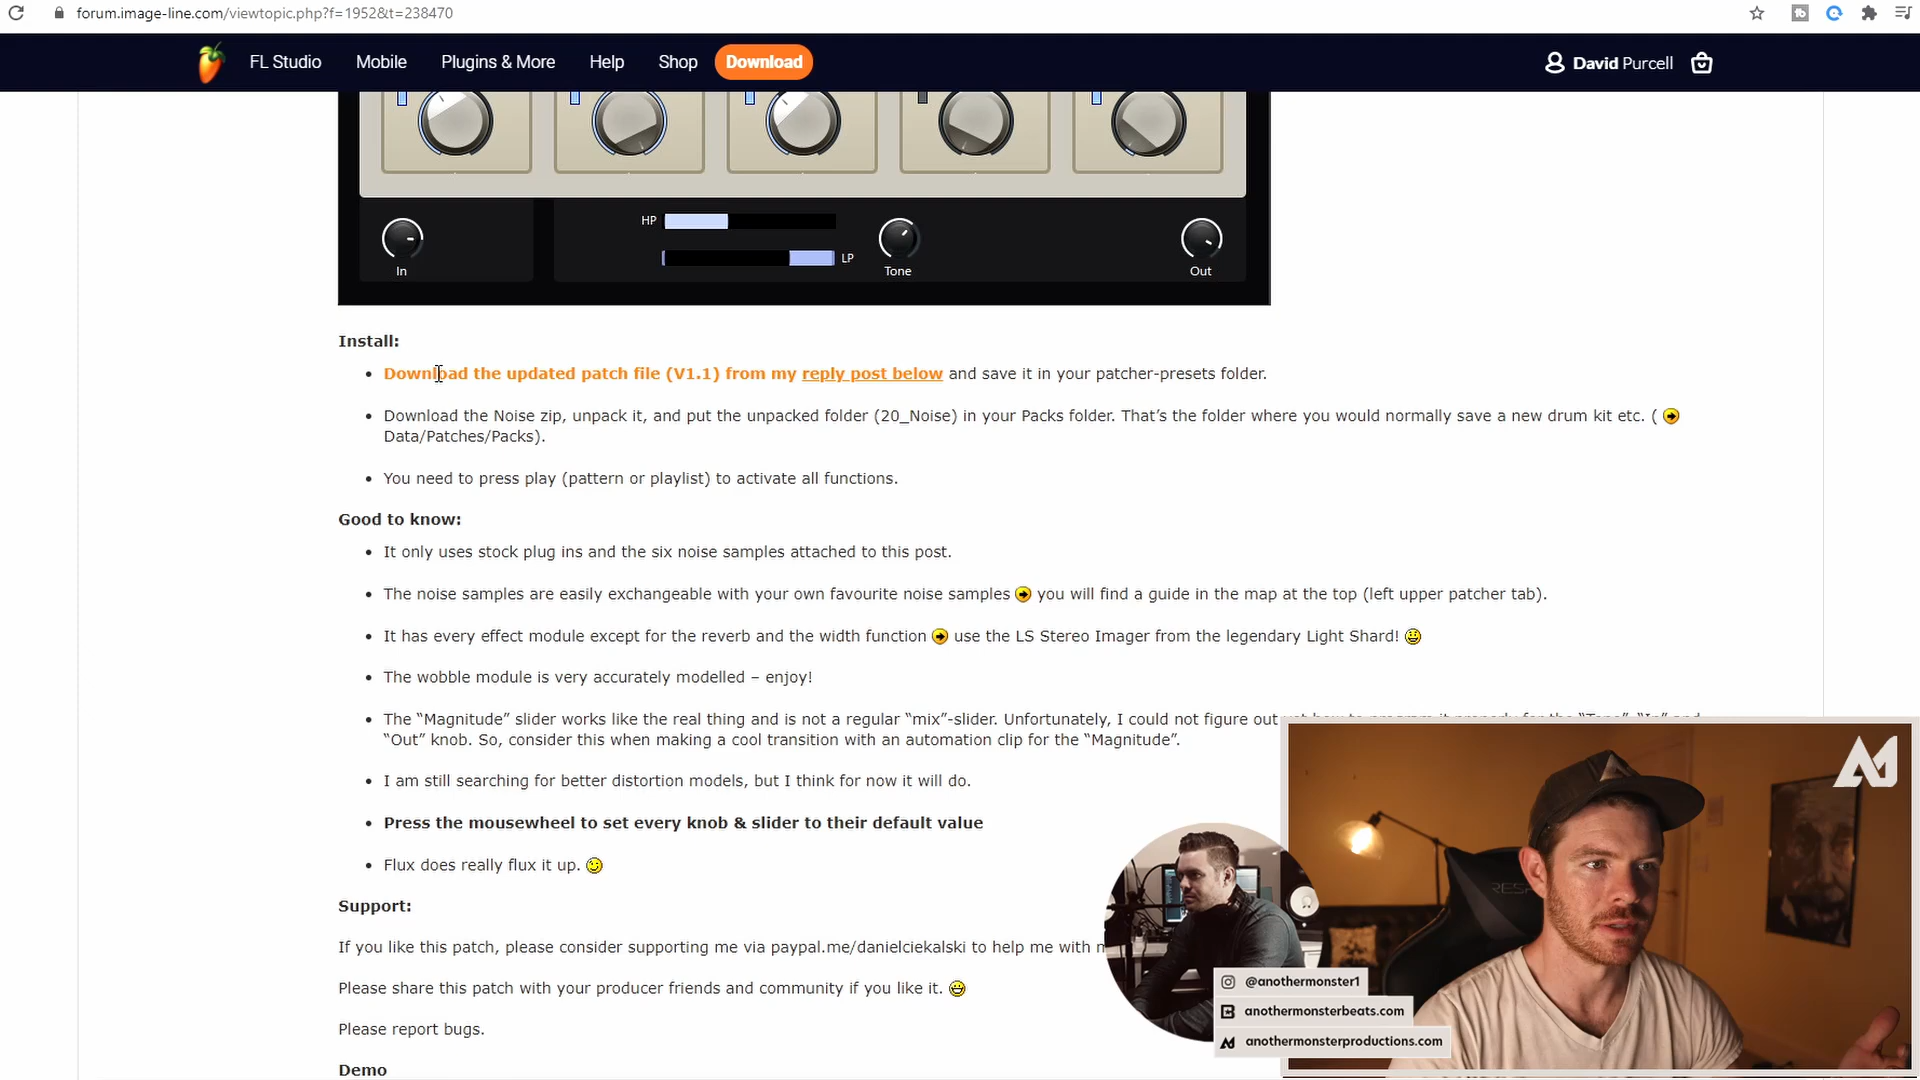 forum.image-line.com/viewtopic.php?f=1952&t=238470
FL Studio Mobile Plugins & More Help Shop Download David Purcell
HP
LP
In Tone Out
Install:
• Download the updated patch file (V1.1) from my reply post below and save it in your patcher-presets folder.
• Download the Noise zip, unpack it, and put the unpacked folder (20_Noise) in your Packs folder. That’s the folder where you would normally save a new drum kit etc. (
Data/Patches/Packs).
• You need to press play (pattern or playlist) to activate all functions.
Good to know:
• It only uses stock plug ins and the six noise samples attached to this post.
• The noise samples are easily exchangeable with your own favourite noise samples you will find a guide in the map at the top (left upper patcher tab).
• It has every effect module except for the reverb and the width function use the LS Stereo Imager from the legendary Light Shard!
• The wobble module is very accurately modelled – enjoy!
• The “Magnitude” slider works like the real thing and is not a regular “mix”-slider. Unfortunately, I could not figure out
“Out” knob. So, consider this when making a cool transition with an automation clip for the “Magnitude”.
• I am still searching for better distortion models, but I think for now it will do.
• Press the mousewheel to set every knob & slider to their default value
• Flux does really flux it up.
Support:
If you like this patch, please consider supporting me via paypal.me/danielciekalski to help me with
Please share this patch with your producer friends and community if you like it.
Please report bugs.
Demo
@anothermonster1
anothermonsterbeats.com
anothermonsterproductions.com